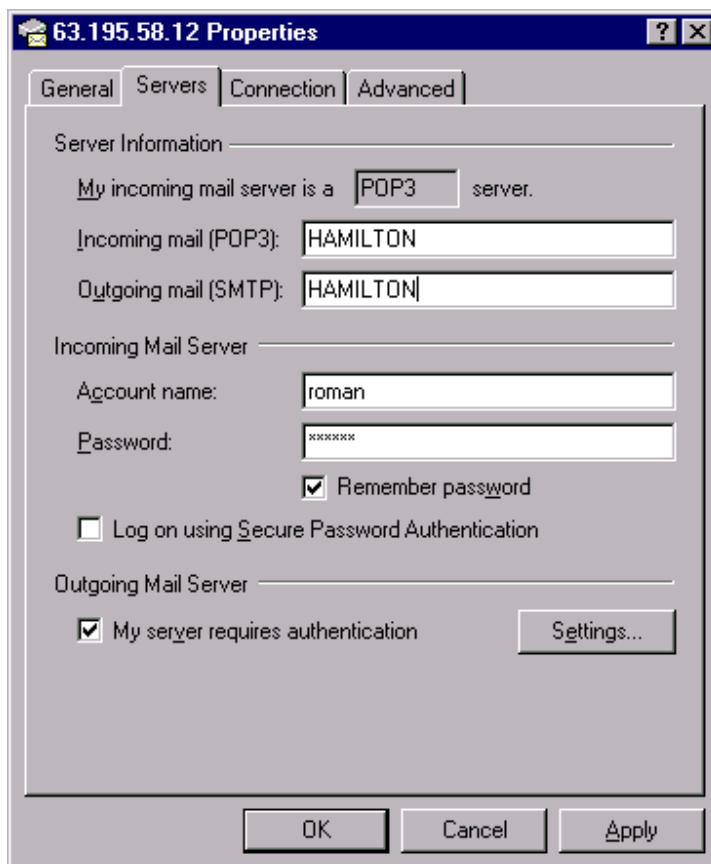 63.195.58.12 Properties
General Servers Connection Advanced
Server Information
My incoming mail server is a POP3 server.
Incoming mail (POP3): HAMILTON
Outgoing mail (SMTP): HAMILTON
Incoming Mail Server
Account name: roman
Password: ******
Remember password
Log on using Secure Password Authentication
Outgoing Mail Server
My server requires authentication Settings...
OK Cancel Apply